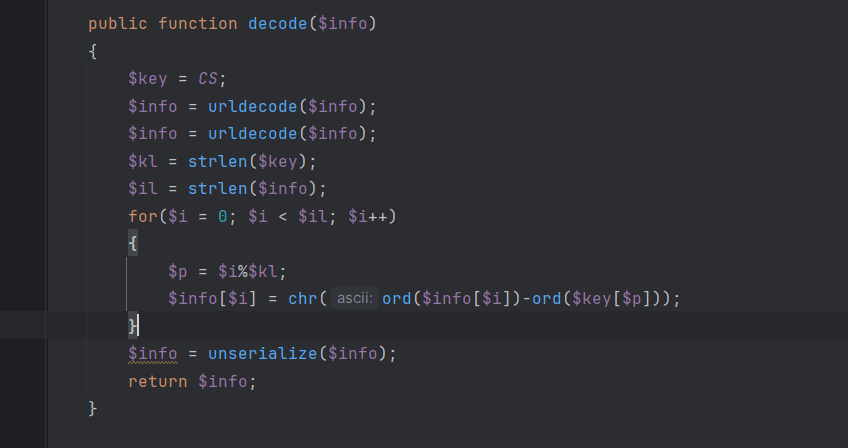 public function decode($info)
{
    $key = CS;
    $info = urldecode($info);
    $info = urldecode($info);
    $kl = strlen($key);
    $il = strlen($info);
    for($i = 0; $i < $il; $i++)
    {
        $p = $i%$kl;
        $info[$i] = chr( ascii: ord($info[$i])-ord($key[$p]));
    }
    $info = unserialize($info);
    return $info;
}